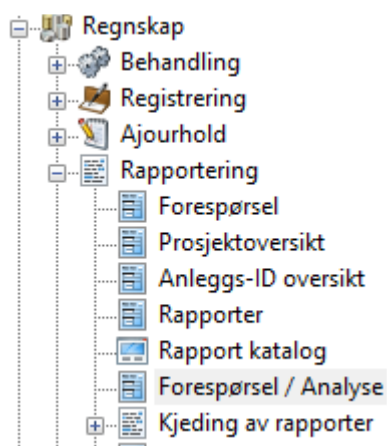 Regnskap
Behandling
Registrering
Ajourhold
Rapportering
Forespørsel
Prosjektoversikt
Anleggs-ID oversikt
Rapporter
Rapport katalog
Forespørsel / Analyse
Kjeding av rapporter